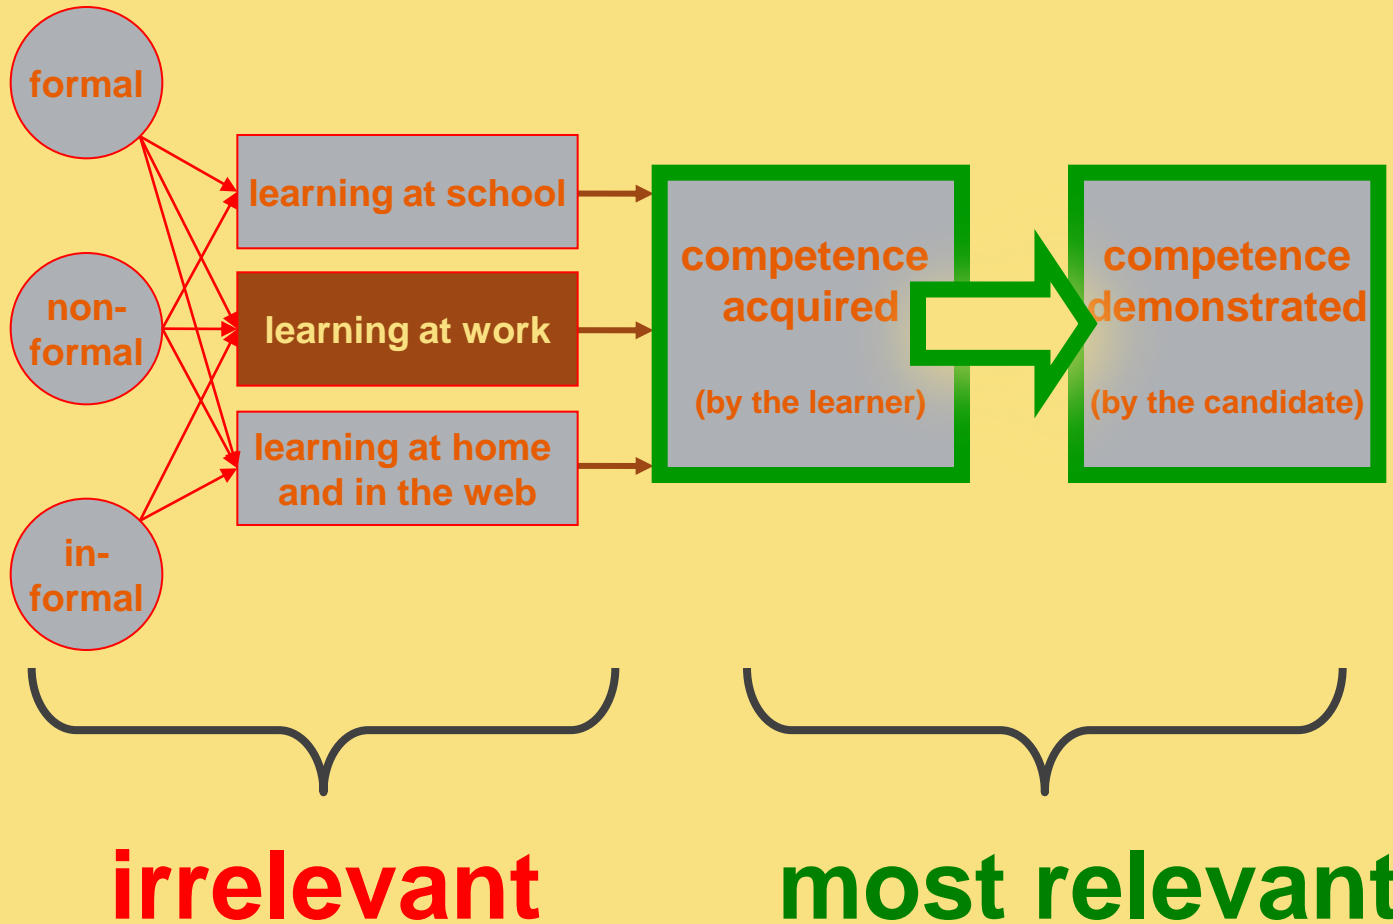 formal
non-
formal
in-
formal
learning at school
learning at work
learning at home
and in the web
competence
acquired
(by the learner)
competence
demonstrated
(by the candidate)
irrelevant
most relevant